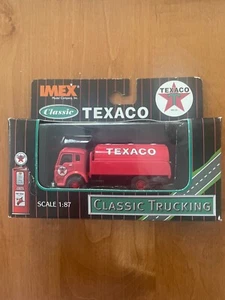 IMEX
Classic TEXACO
TEXACO
TEXACO
SCALE 1:87
CLASSIC TRUCKING